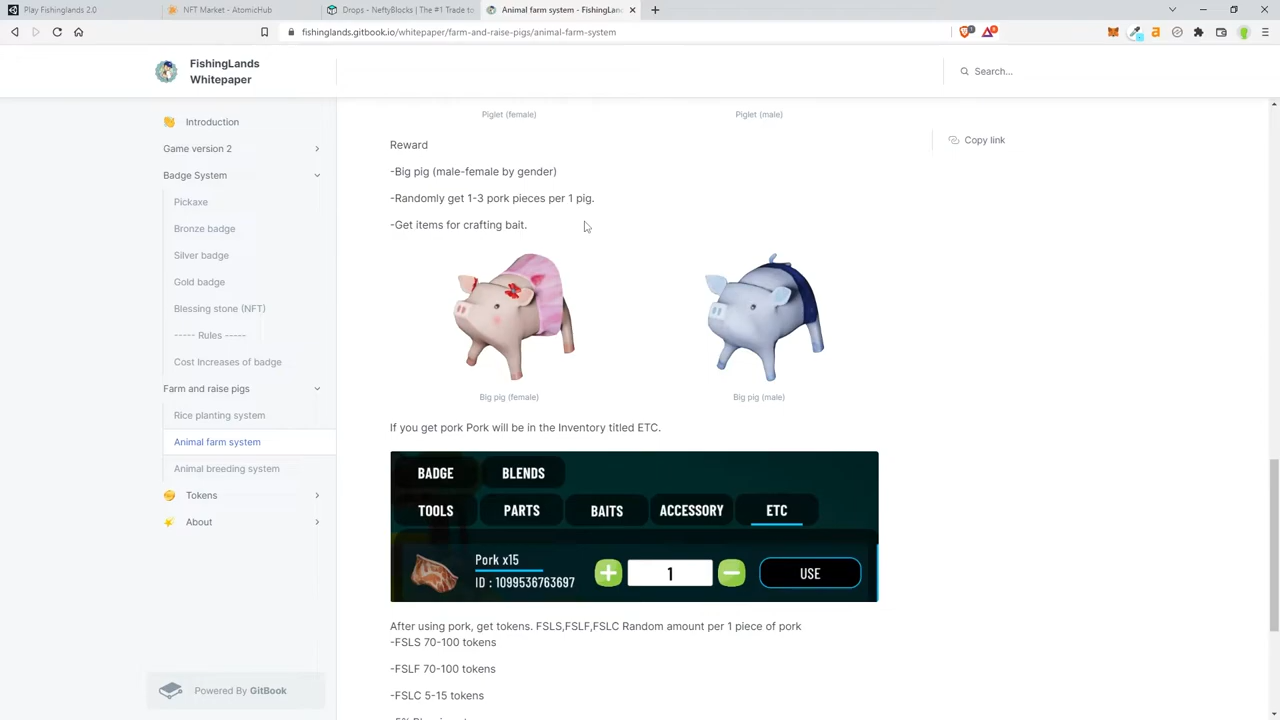 Play Fishinglands 2.0
NFT Market - AtomicHub
Drops - NeftyBlocks | The #1 Trade to
Animal farm system - FishingLan
fishinglands.gitbook.io/whitepaper/farm-and-raise-pigs/animal-farm-system
FishingLands
Whitepaper
Search...
Introduction
Game version 2
Badge System
Pickaxe
Bronze badge
Silver badge
Gold badge
Blessing stone (NFT)
----- Rules -----
Cost Increases of badge
Farm and raise pigs
Rice planting system
Animal farm system
Animal breeding system
Tokens
About
Powered By GitBook
Piglet (female)
Piglet (male)
Copy link
Reward
-Big pig (male-female by gender)
-Randomly get 1-3 pork pieces per 1 pig.
-Get items for crafting bait.
Big pig (female)
Big pig (male)
If you get pork Pork will be in the Inventory titled ETC.
BADGE BLENDS
TOOLS PARTS BAITS ACCESSORY ETC
Pork x15
ID : 1099536763697
1
USE
After using pork, get tokens. FSLS,FSLF,FSLC Random amount per 1 piece of pork
-FSLS 70-100 tokens
-FSLF 70-100 tokens
-FSLC 5-15 tokens